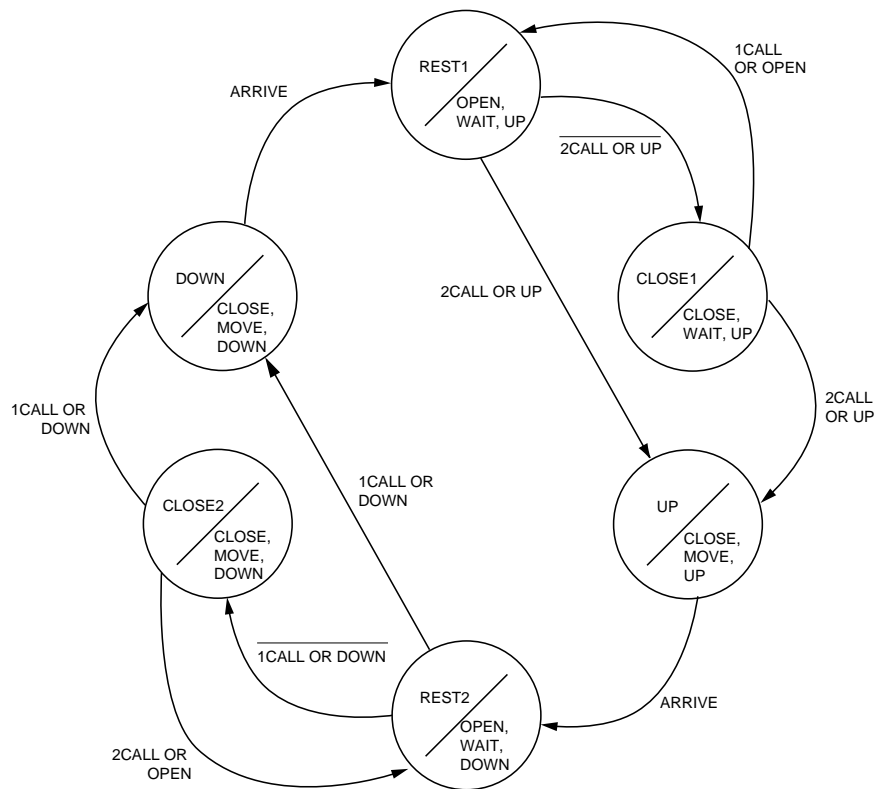 REST1
OPEN,
WAIT, UP
1CALL
OR OPEN
ARRIVE
2CALL OR UP
DOWN
CLOSE,
MOVE,
DOWN
2CALL OR UP
CLOSE1
CLOSE,
WAIT, UP
1CALL OR
DOWN
2CALL
OR UP
CLOSE2
CLOSE,
MOVE,
DOWN
1CALL OR
DOWN
UP
CLOSE,
MOVE,
UP
1CALL OR DOWN
REST2
OPEN,
WAIT,
DOWN
ARRIVE
2CALL OR
OPEN